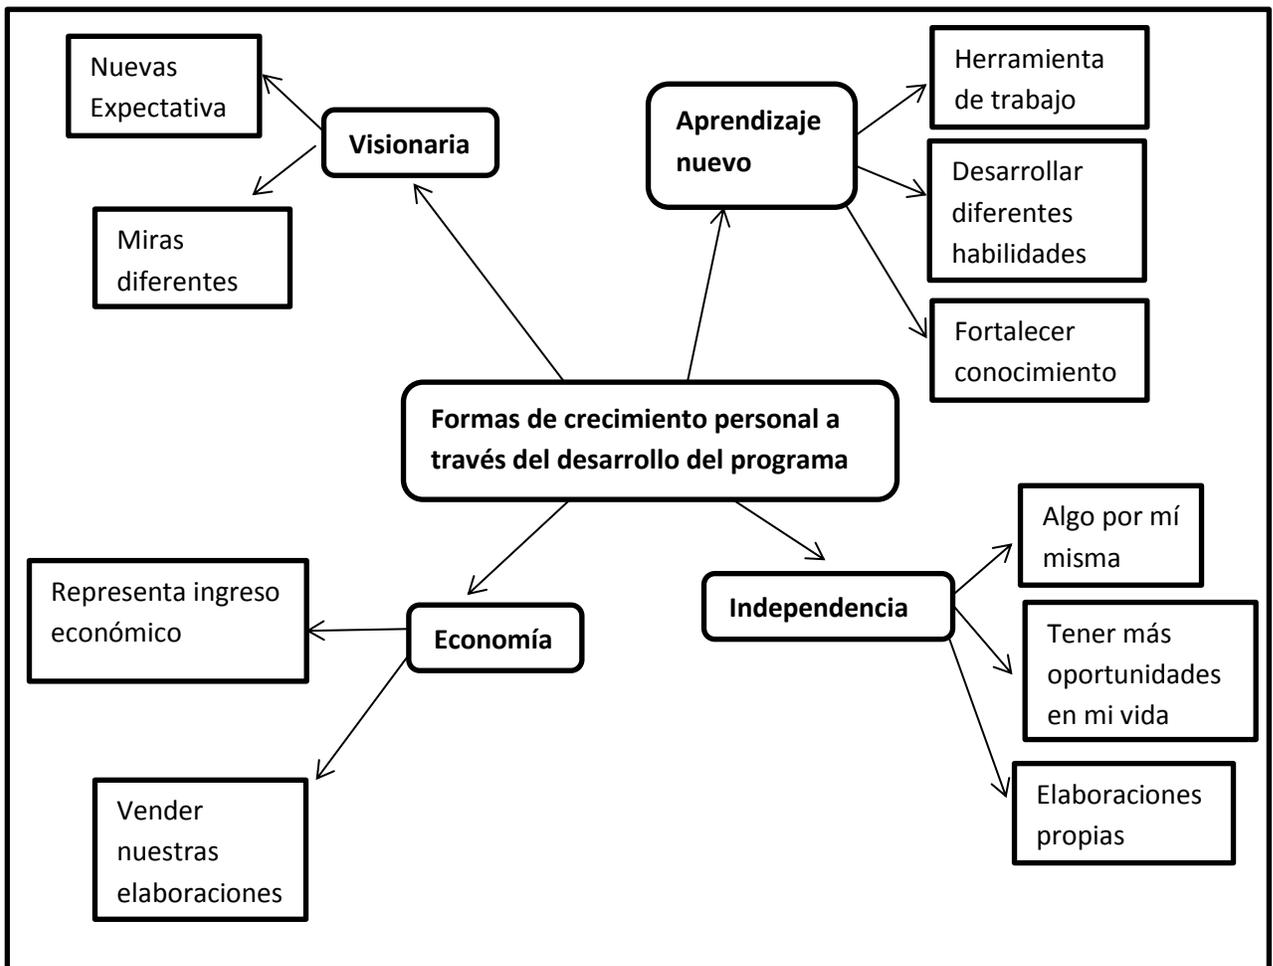 Nuevas
Expectativa
Visionaria
Miras
diferentes
Aprendizaje
nuevo
Herramienta
de trabajo
Desarrollar
diferentes
habilidades
Fortalecer
conocimiento
Formas de crecimiento personal a
través del desarrollo del programa
Representa ingreso
económico
Economía
Vender
nuestras
elaboraciones
Independencia
Algo por mí
misma
Tener más
oportunidades
en mi vida
Elaboraciones
propias